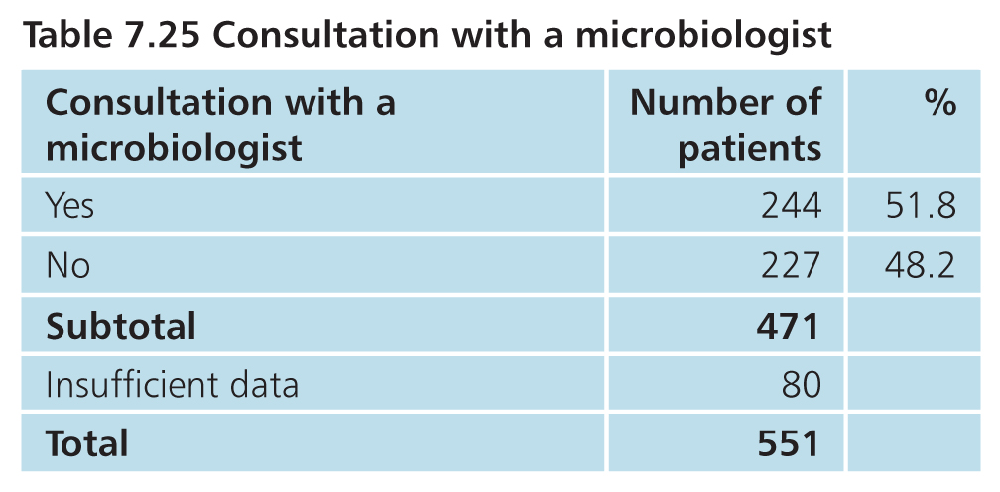 Table 7.25 Consultation with a microbiologist
Consultation with a microbiologist Number of patients %
Yes 244 51.8
No 227 48.2
Subtotal 471
Insufficient data 80
Total 551